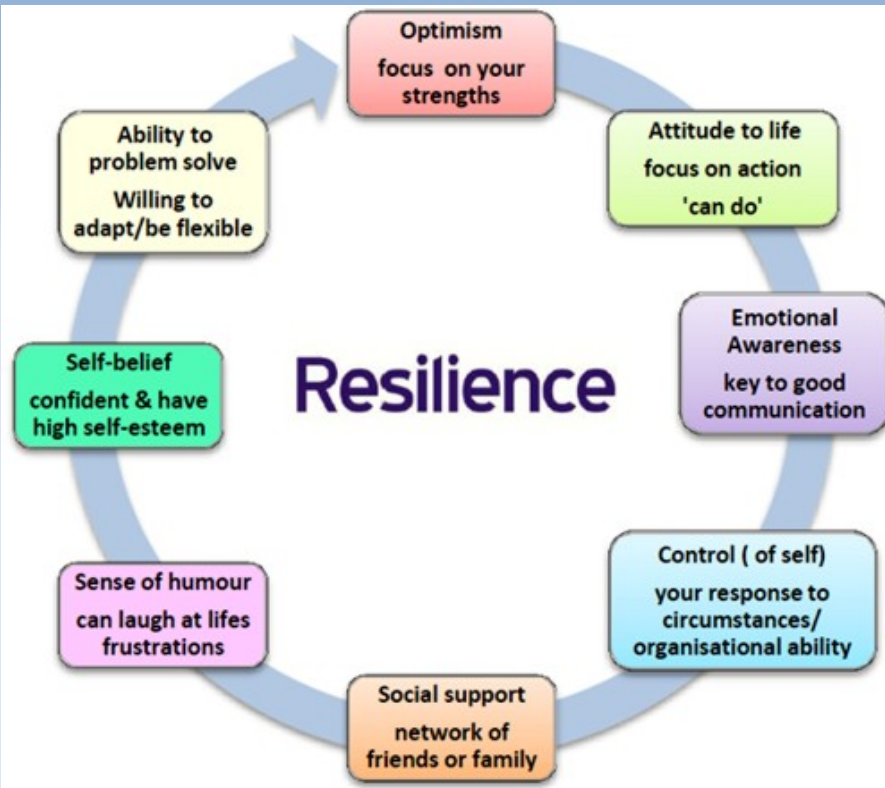 Optimism
focus on your
strengths
Attitude to life
focus on action
'can do'
Emotional
Awareness
key to good
communication
Control ( of self)
your response to
circumstances/
organisational ability
Social support
network of
friends or family
Sense of humour
can laugh at lifes
frustrations
Self-belief
confident & have
high self-esteem
Ability to
problem solve
Willing to
adapt/be flexible
Resilience